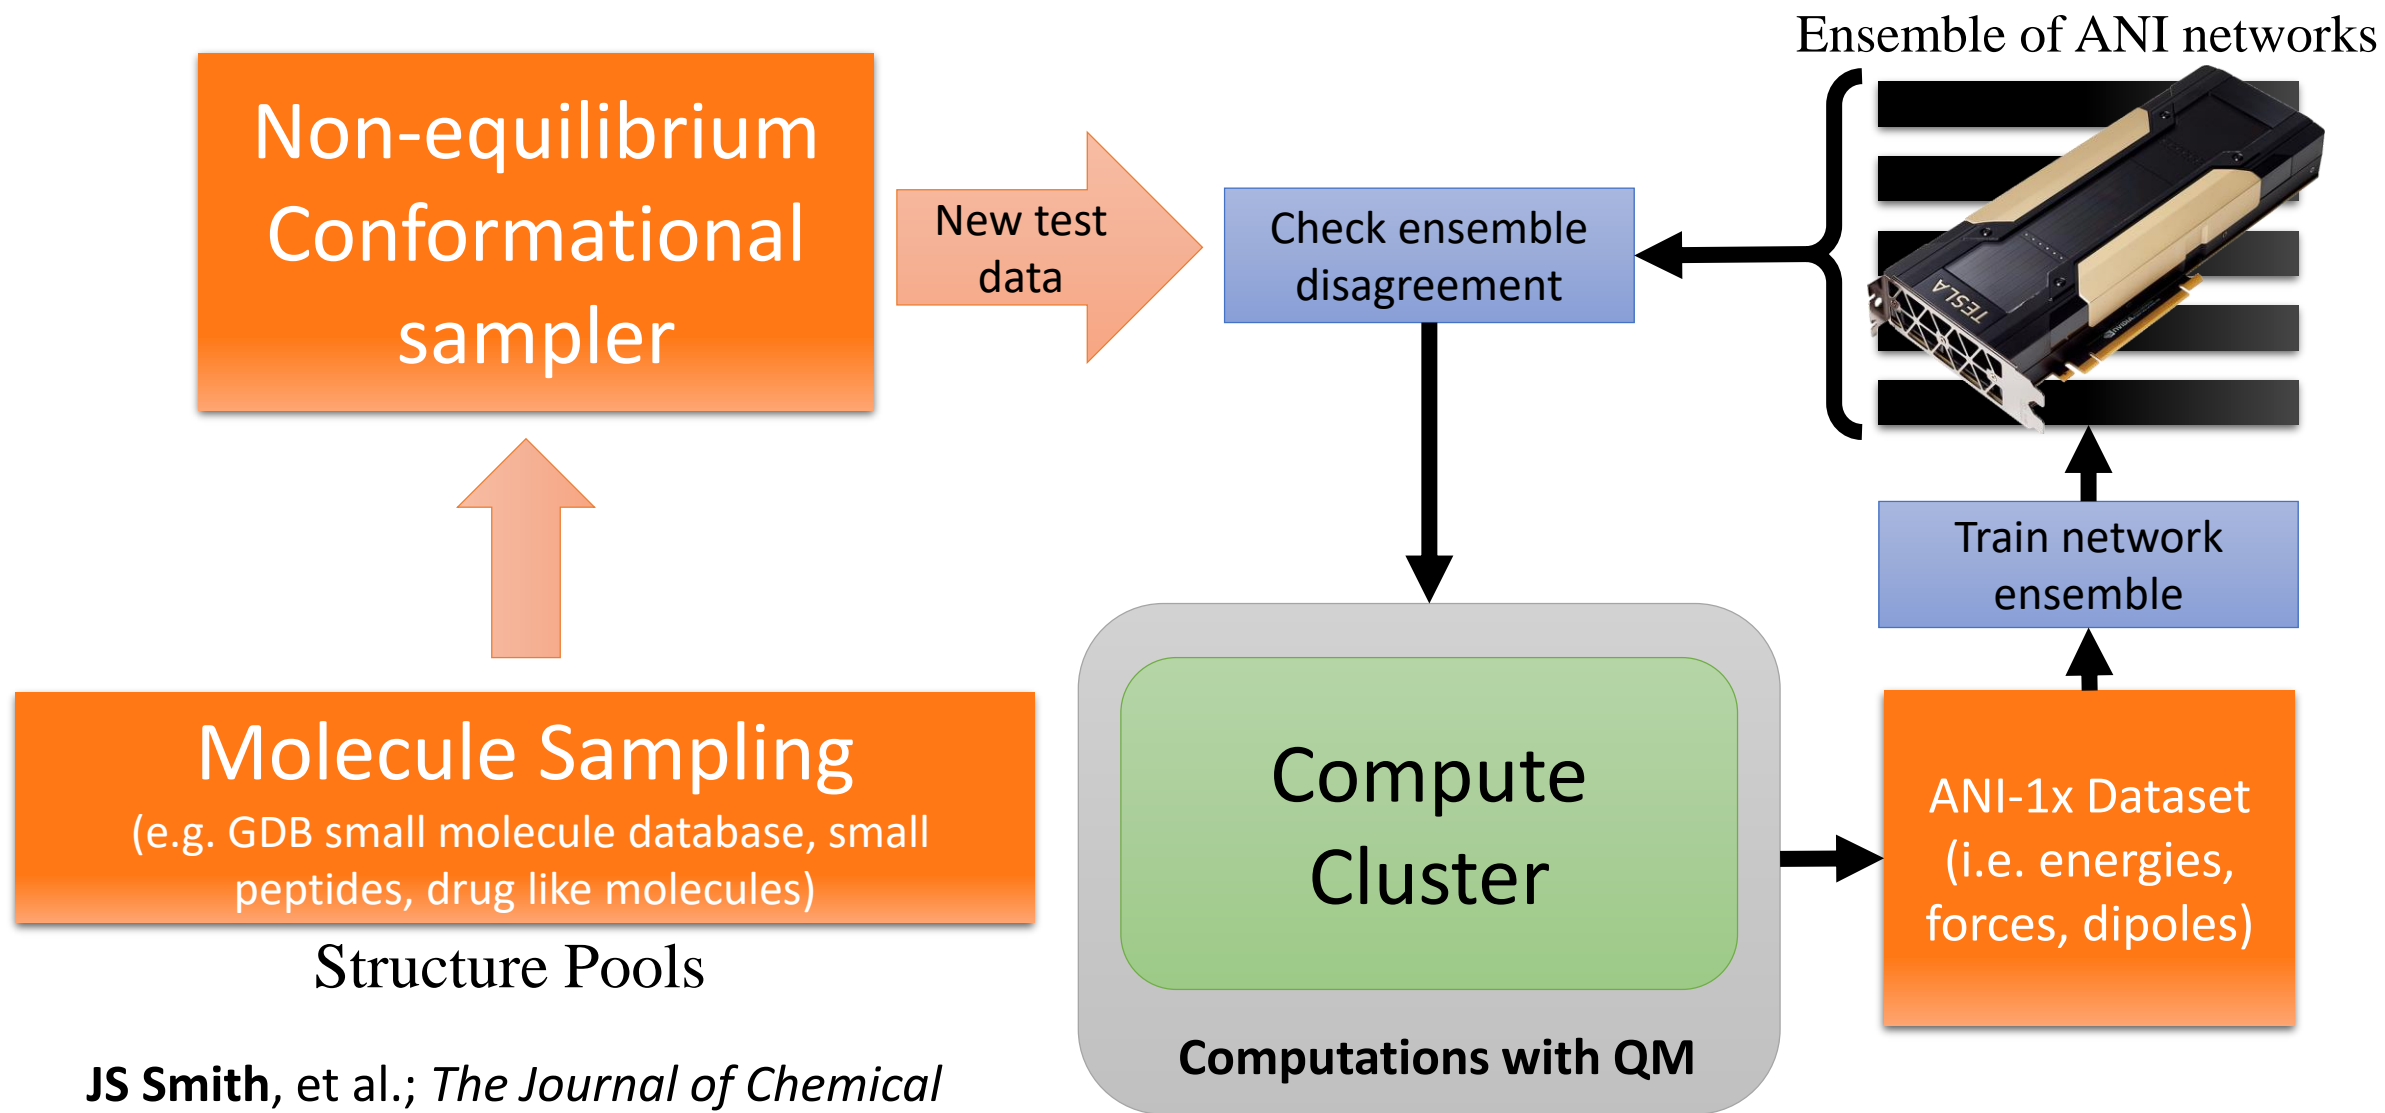 Ensemble of ANI networks
Non-equilibrium
Conformational
sampler
New test
data
Check ensemble
disagreement
TESLA
NVIDIA
Train network
ensemble
Molecule Sampling
(e.g. GDB small molecule database, small
peptides, drug like molecules)
Structure Pools
Compute
Cluster
Computations with QM
ANI-1x Dataset
(i.e. energies,
forces, dipoles)
JS Smith, et al.; The Journal of Chemical